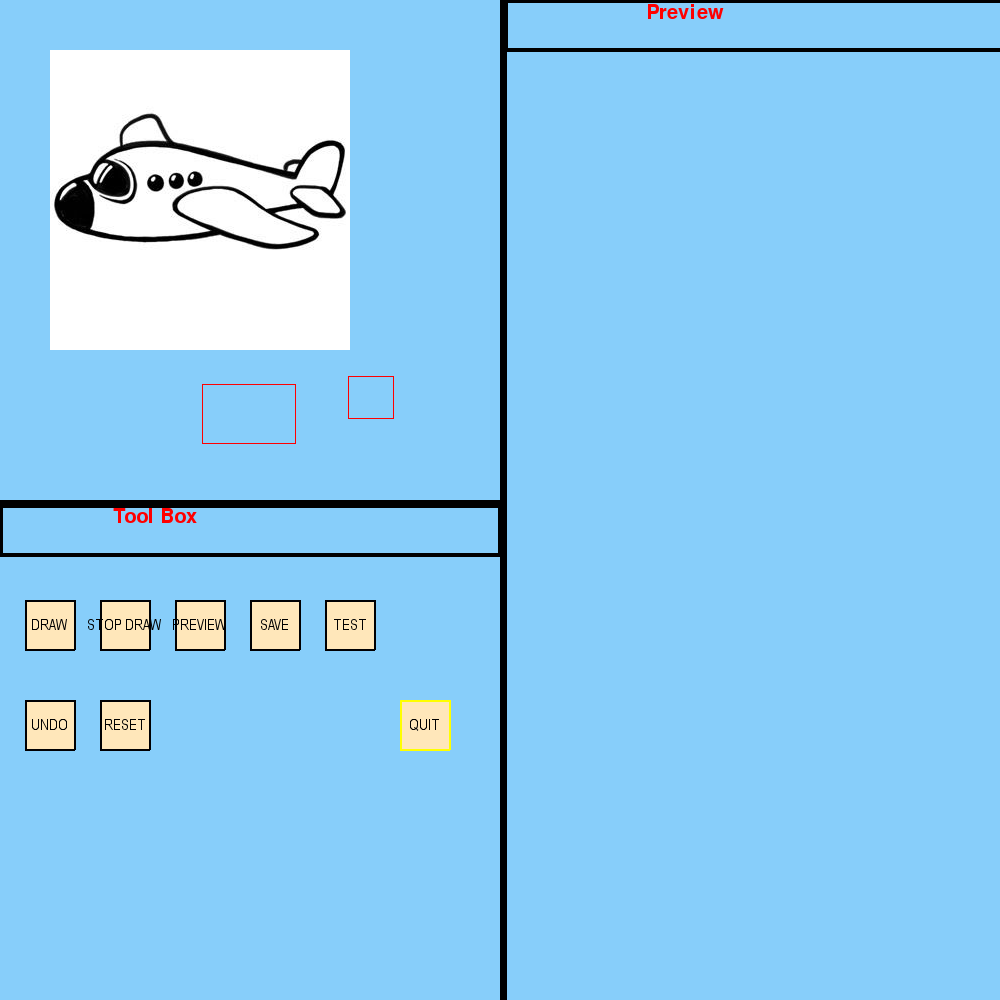 Preview
Tool Box
DRAW
STOP DRAW
PREVIEW
SAVE
TEST
UNDO
RESET
QUIT